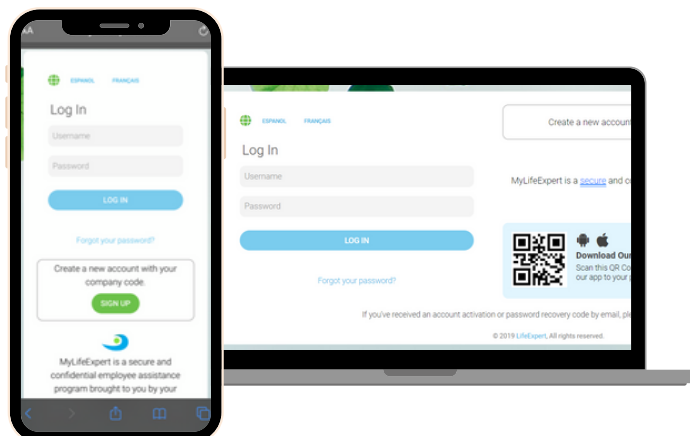 AA
ESPANOL FRANÇAIS
Log In
Username
Password
LOG IN
Forgot your password?
Create a new account with your
company code.
SIGN UP
MyLifeExpert is a secure and
confidential employee assistance
program brought to you by your
ESPANOL FRANÇAIS
Log In
Username
Password
LOG IN
Forgot your password?
Create a new account
MyLifeExpert is a secure and
Download Our
Scan this QR Co
our app to your
If you've received an account activation or password recovery code by email,
© 2019 LifeExpert, All rights reserved.